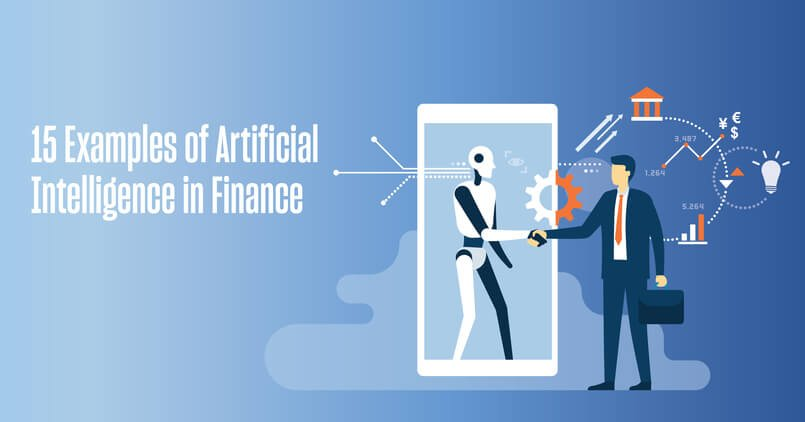 15 Examples of Artificial
Intelligence in Finance
¥ €
$
3,487
1.264
5.264